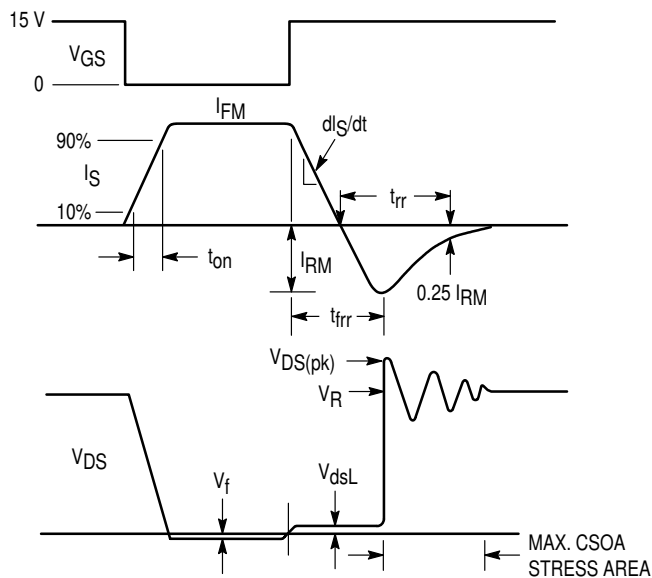 15 V
VGS
0
IFM
dIS/dt
90%
IS
10%
trr
ton
IRM
0.25 IRM
tfrr
VDS(pk)
VR
VDS
Vf
VdsL
MAX. CSOA
STRESS AREA